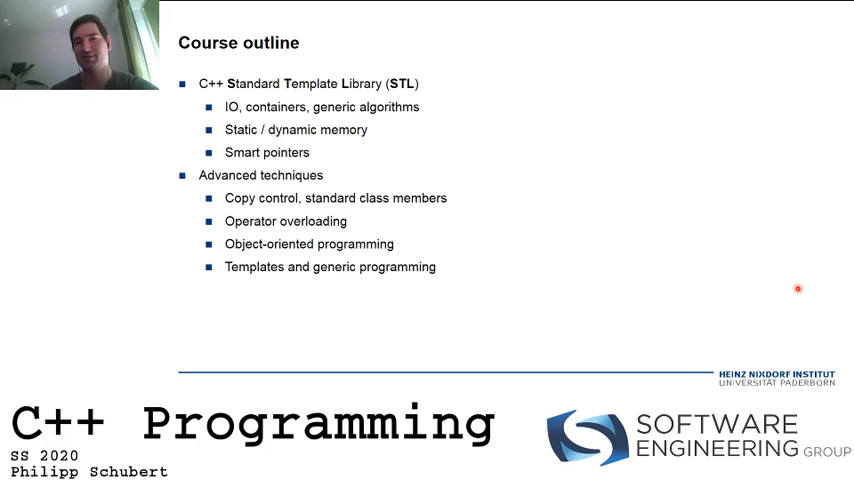 Course outline
C++ Standard Template Library (STL)
IO, containers, generic algorithms
Static / dynamic memory
Smart pointers
Advanced techniques
Copy control, standard class members
Operator overloading
Object-oriented programming
Templates and generic programming
HEINZ NIXDORF INSTITUT
UNIVERSITÄT PADERBORN
C++ Programming
SS 2020
Philipp Schubert
SOFTWARE
ENGINEERING GROUP